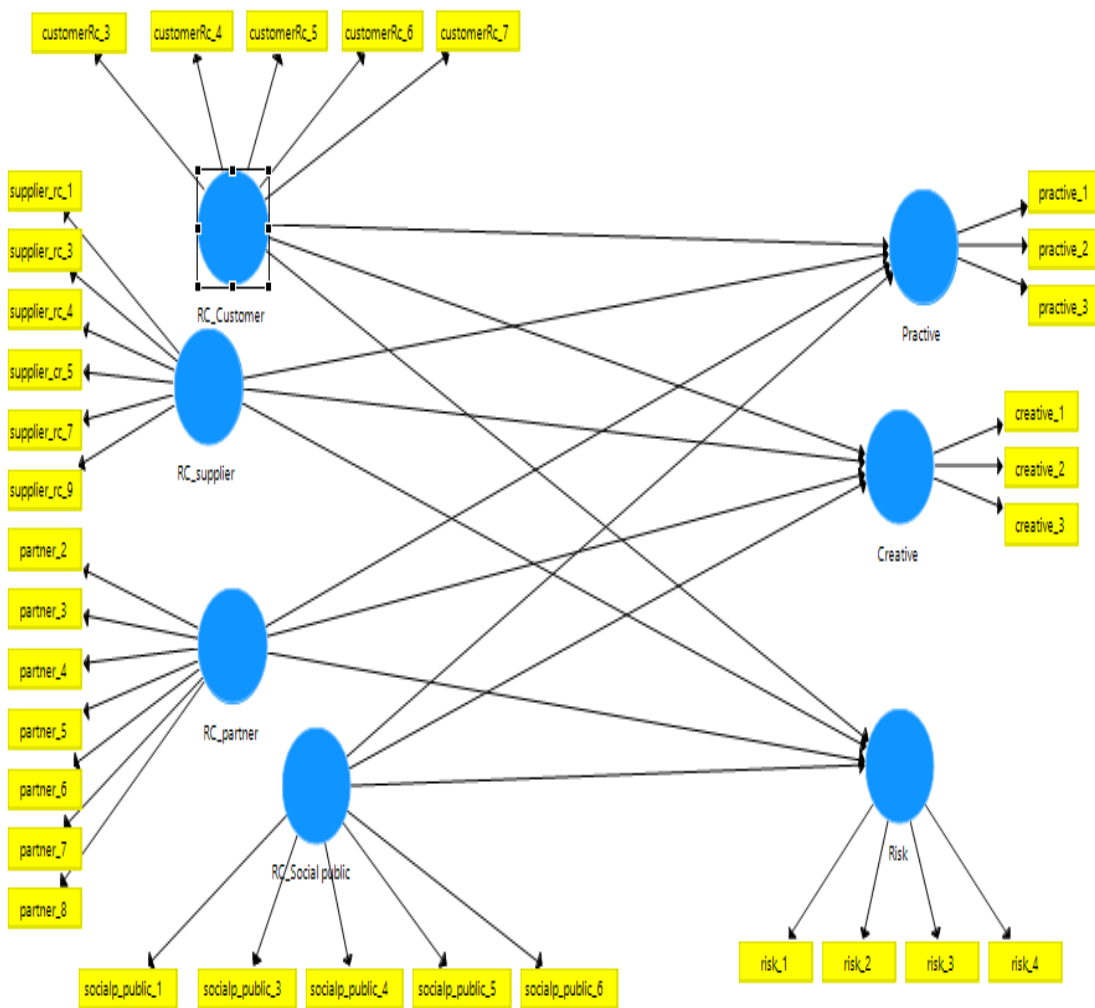 customerRc_3
customerRc_4
customerRc_5
customerRc_6
customerRc_7
supplier_rc_1
supplier_rc_3
supplier_rc_4
supplier_cr_5
supplier_rc_7
supplier_rc_9
RC_Customer
RC_supplier
practive_1
practive_2
practive_3
Practive
creative_1
creative_2
creative_3
Creative
partner_2
partner_3
partner_4
partner_5
partner_6
partner_7
partner_8
RC_partner
RC_Social public
Risk
socialp_public_1
socialp_public_3
socialp_public_4
socialp_public_5
socialp_public_6
risk_1
risk_2
risk_3
risk_4